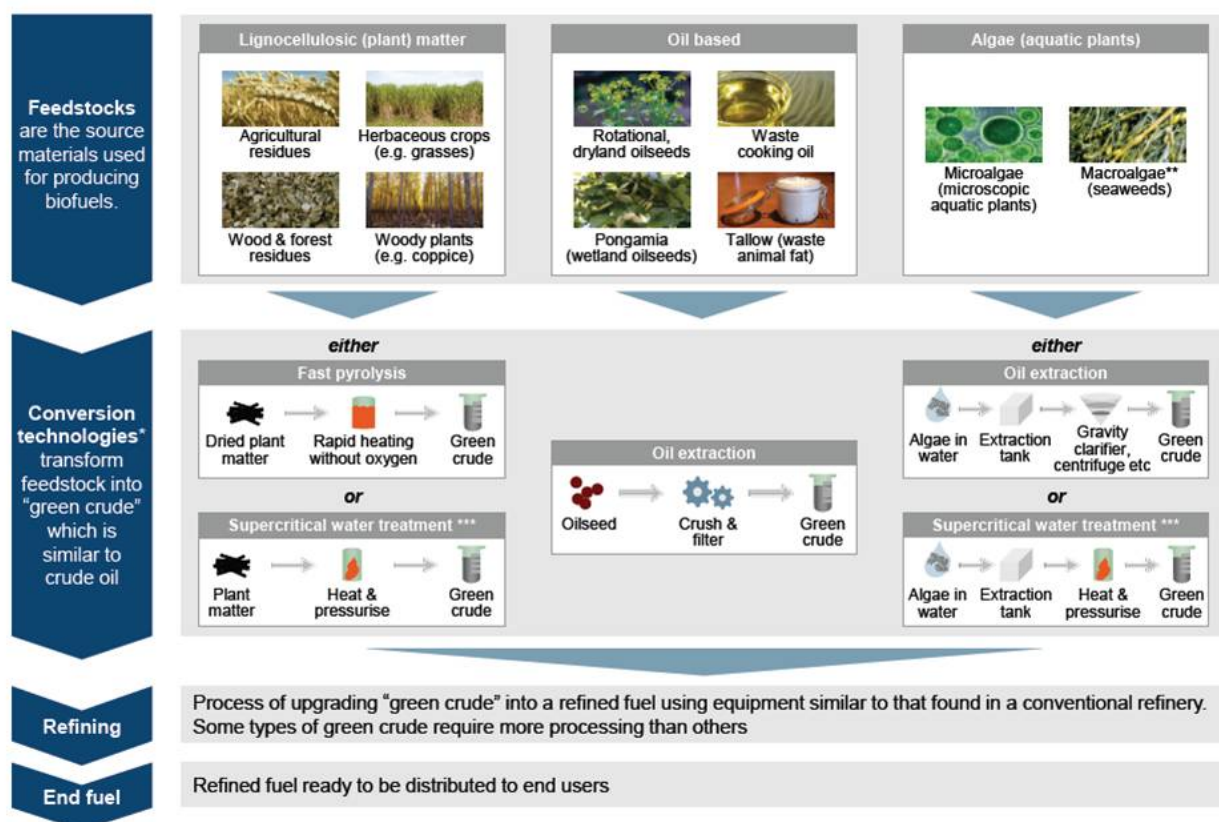 Feedstocks
are the source
materials used
for producing
biofuels.
Lignocellulosic (plant) matter
Agricultural
residues
Herbaceous crops
(e.g. grasses)
Wood & forest
residues
Woody plants
(e.g. coppice)
Oil based
Rotational,
dryland oilseeds
Waste
cooking oil
Pongamia
(wetland oilseeds)
Tallow (waste
animal fat)
Algae (aquatic plants)
Microalgae
(microscopic
aquatic plants)
Macroalgae**
(seaweeds)
Conversion
technologies*
transform
feedstock into
“green crude”
which is
similar to
crude oil
either
Fast pyrolysis
Dried plant
matter
Rapid heating
without oxygen
Green
crude
or
Supercritical water treatment ***
Plant
matter
Heat &
pressurise
Green
crude
Oil extraction
Oilseed
Crush &
filter
Green
crude
either
Oil extraction
Algae in
water
Extraction
tank
Gravity
clarifier,
centrifuge etc
Green
crude
or
Supercritical water treatment ***
Algae in
water
Extraction
tank
Heat &
pressurise
Green
crude
Refining
Process of upgrading “green crude” into a refined fuel using equipment similar to that found in a conventional refinery.
Some types of green crude require more processing than others
End fuel
Refined fuel ready to be distributed to end users